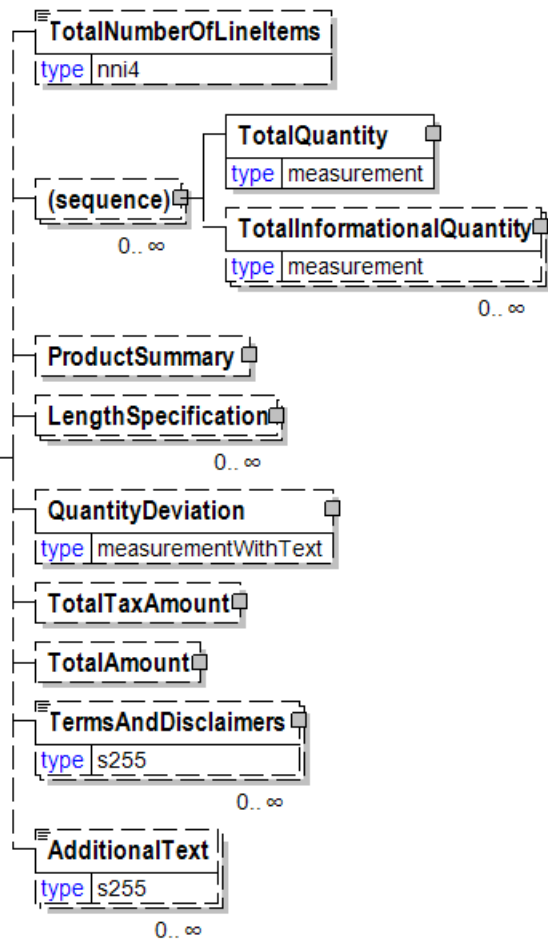 TotalNumberOfLineItems
type nni4
TotalQuantity
type measurement
(sequence)
0.. ∞
TotalInformationalQuantity
type measurement
0.. ∞
ProductSummary
LengthSpecification
0.. ∞
QuantityDeviation
type measurementWithText
TotalTaxAmount
TotalAmount
TermsAndDisclaimers
type s255
0.. ∞
AdditionalText
type s255
0.. ∞